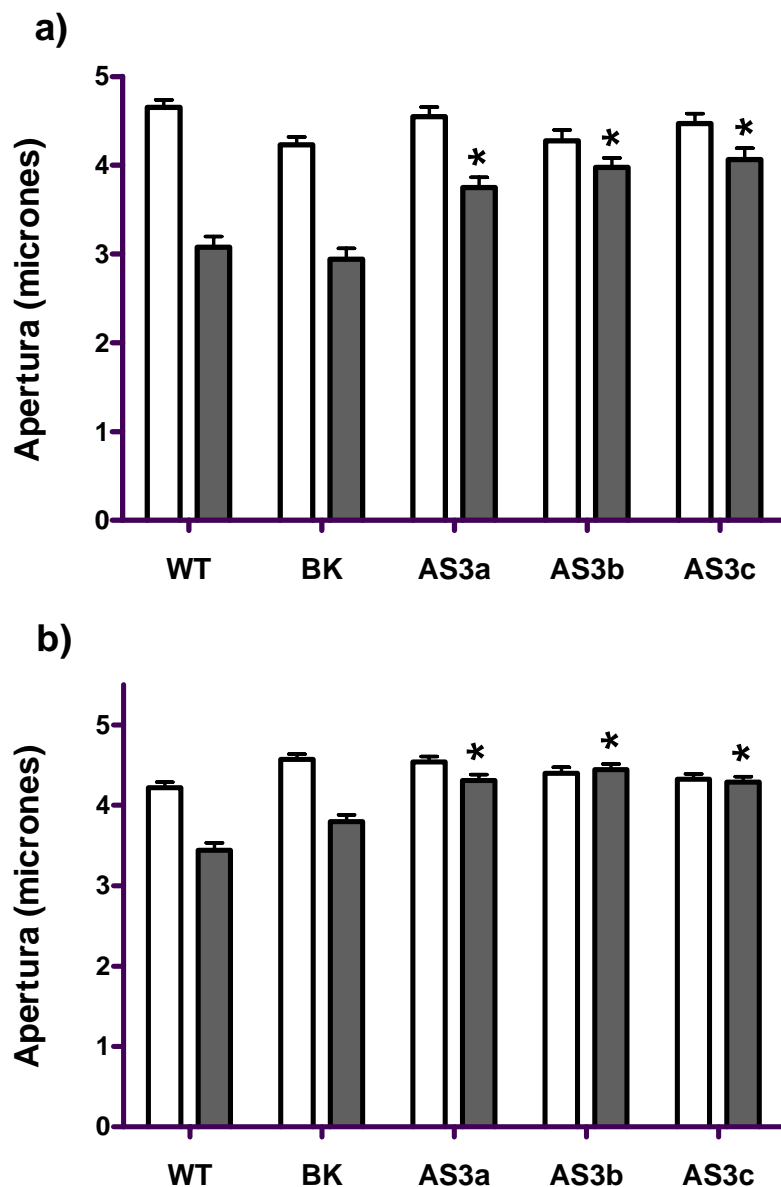 a)
Apertura (micrones)
5
4
3
2
1
0
* * *
WT BK AS3a AS3b AS3c
b)
Apertura (micrones)
5
4
3
2
1
0
* * *
WT BK AS3a AS3b AS3c